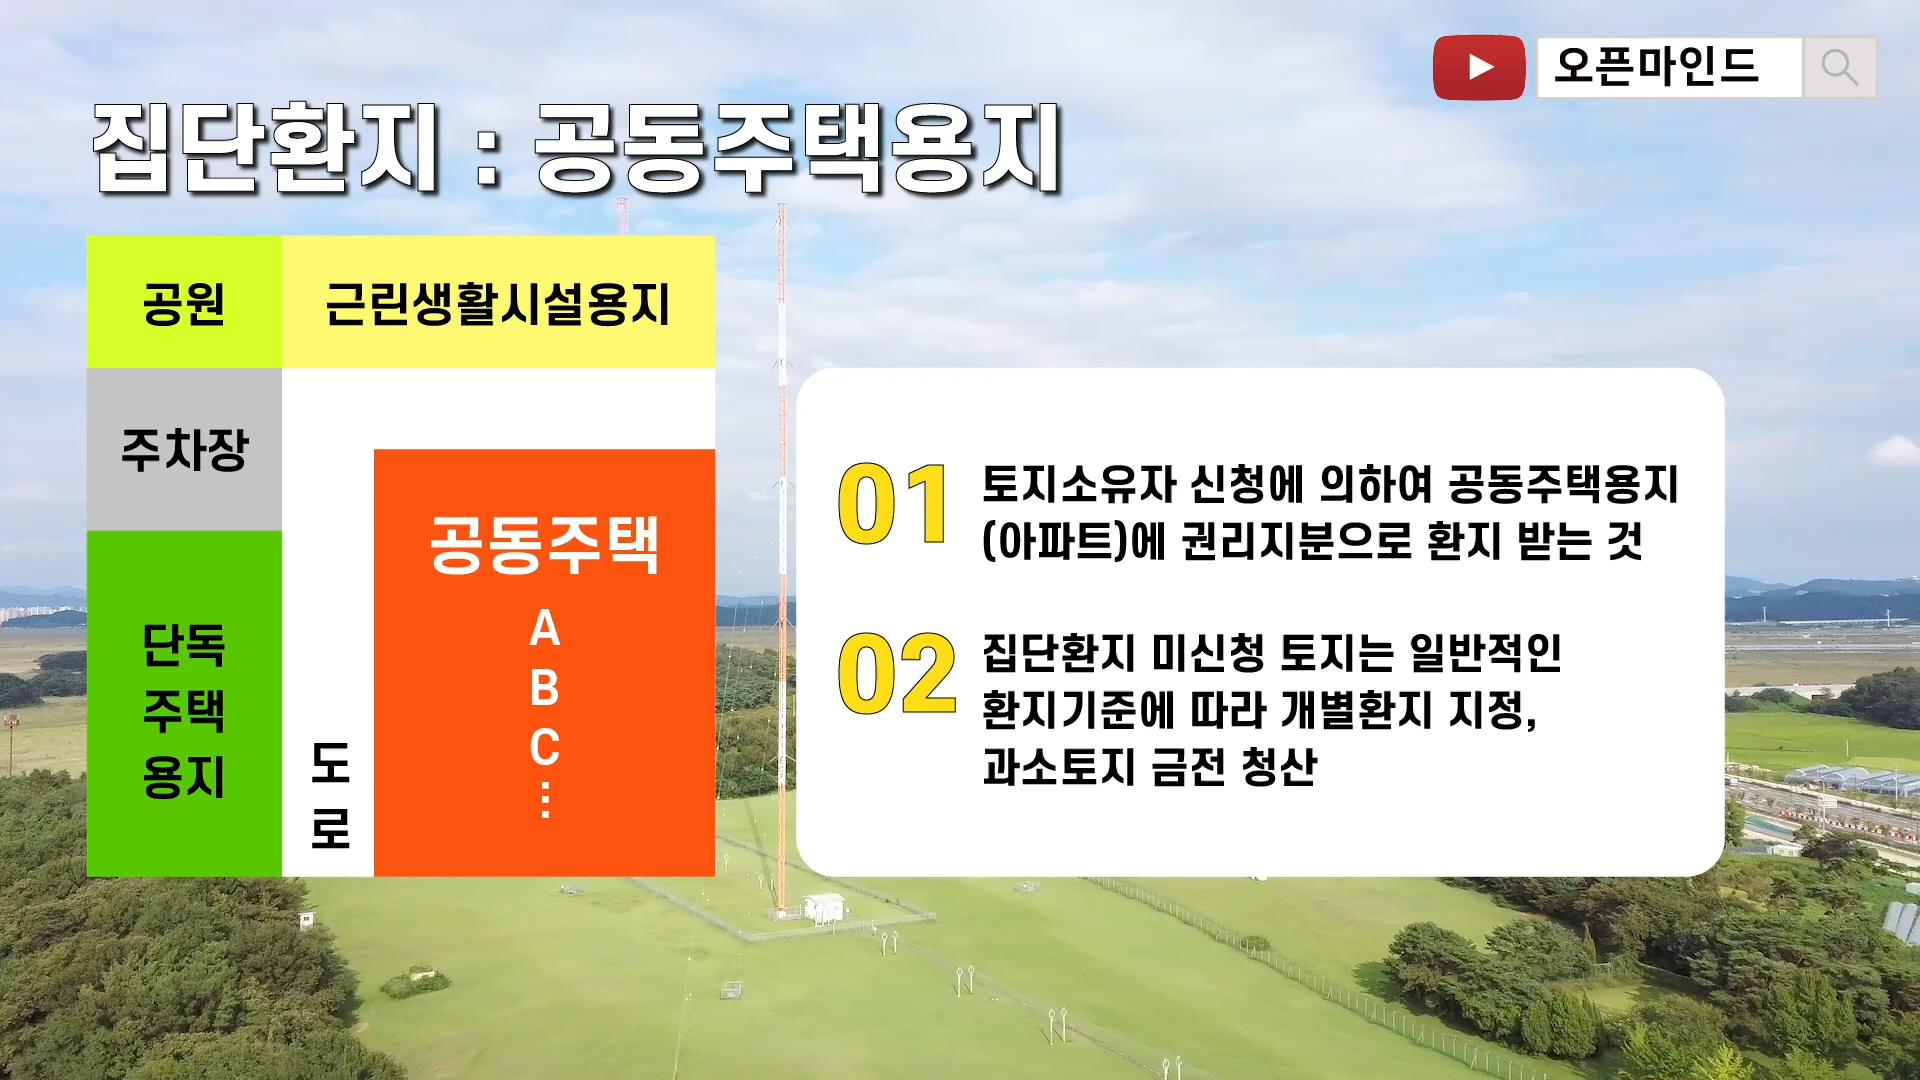 오픈마인드
집단환지 : 공동주택용지
공원
근린생활시설용지
주차장
단독
주택
용지
도
로
공동주택
A
B
C
⋮
01
토지소유자 신청에 의하여 공동주택용지
(아파트)에 권리지분으로 환지 받는 것
02
집단환지 미신청 토지는 일반적인
환지기준에 따라 개별환지 지정,
과소토지 금전 청산